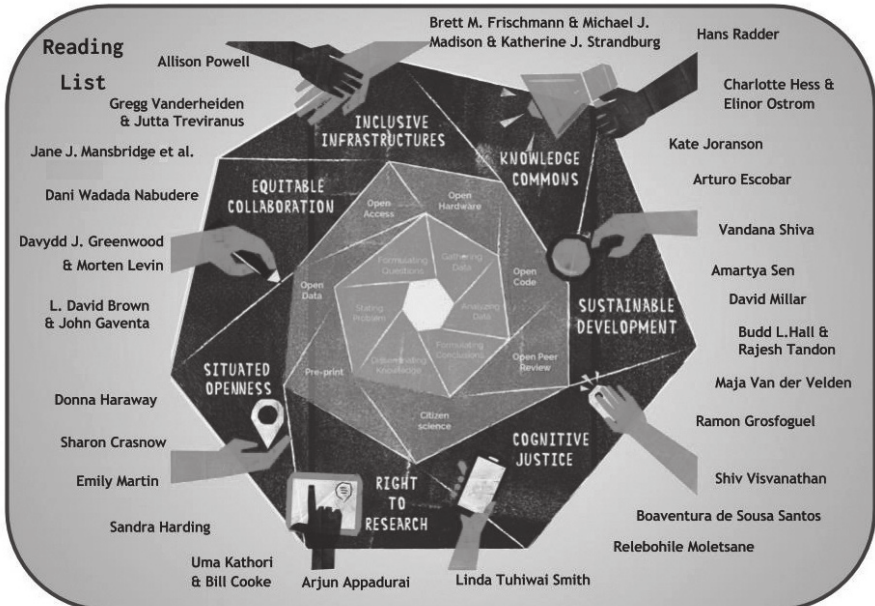 Reading
List
Allison Powell
Gregg Vanderheiden
& Jutta Treviranus
Jane J. Mansbridge et al.
Dani Wadada Nabudere
Davydd J. Greenwood
& Morten Levin
L. David Brown
& John Gaventa
Donna Haraway
Sharon Crasnow
Emily Martin
Sandra Harding
Uma Kathori
& Bill Cooke
Arjun Appadurai
Linda Tuhiwai Smith
Brett M. Frischmann & Michael J.
Madison & Katherine J. Strandburg
Hans Radder
Charlotte Hess &
Elinor Ostrom
Kate Joranson
Arturo Escobar
Vandana Shiva
Amartya Sen
David Millar
Budd L.Hall &
Rajesh Tandon
Maja Van der Velden
Ramon Grosfoguel
Shiv Visvanathan
Boaventura de Sousa Santos
Relebohile Moletsane
INCLUSIVE
INFRASTRUCTURES
KNOWLEDGE
COMMONS
EQUITABLE
COLLABORATION
SUSTAINABLE
DEVELOPMENT
SITUATED
OPENNESS
COGNITIVE
JUSTICE
RIGHT
TO
RESEARCH
Open
Access
Open
Hardware
Open
Data
Open
Code
Pre-print
Open Peer
Review
Citizen
science
Formulating
Questions
Gathering
Data
Stating
Problem
Analyzing
Data
Disseminating
Knowledge
Formulating
Conclusions